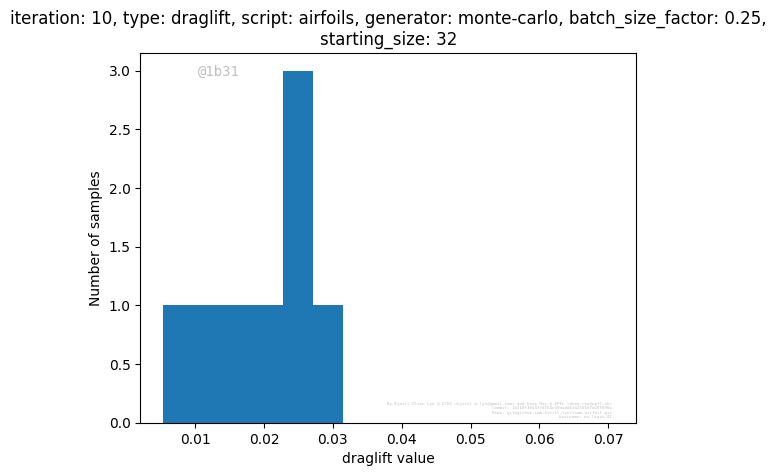 iteration: 10, type: draglift, script: airfoils, generator: monte-carlo, batch_size_factor: 0.25,
starting_size: 32
@1b31
3.0
2.5
2.0
1.5
1.0
0.5
0.0
Number of samples
0.01 0.02 0.03 0.04 0.05 0.06 0.07
draglift value